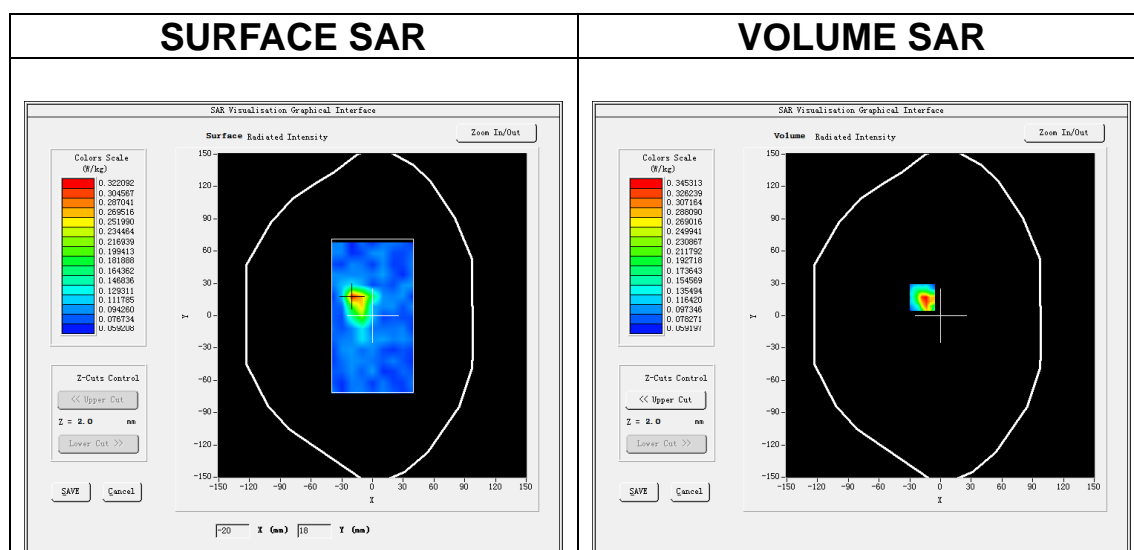 SURFACE SAR
VOLUME SAR
SAR Visualisation Graphical Interface
Surface Radiated Intensity
Zoom In/Out
Colors Scale
(W/kg)
0.322092
0.304567
0.287041
0.269516
0.251990
0.234464
0.216939
0.199413
0.181888
0.164362
0.146836
0.129311
0.111785
0.094260
0.076734
0.059208
150
120
90
60
30
0
-30
-60
-90
-120
-150
Y
-150 -120 -90 -60 -30 0 30 60 90 120 150
X
Z-Cuts Control
<< Upper Cut
Z = 2.0 mm
Lower Cut >>
SAVE Cancel
-20 X (mm) 18 Y (mm)
SAR Visualisation Graphical Interface
Volume Radiated Intensity
Zoom In/Out
Colors Scale
(W/kg)
0.345313
0.326239
0.307164
0.288090
0.269016
0.249941
0.230867
0.211792
0.192718
0.173643
0.154569
0.135494
0.116420
0.097346
0.078271
0.059197
150
120
90
60
30
0
-30
-60
-90
-120
-150
Y
-150 -120 -90 -60 -30 0 30 60 90 120 150
X
Z-Cuts Control
<< Upper Cut
Z = 2.0 mm
Lower Cut >>
SAVE Cancel